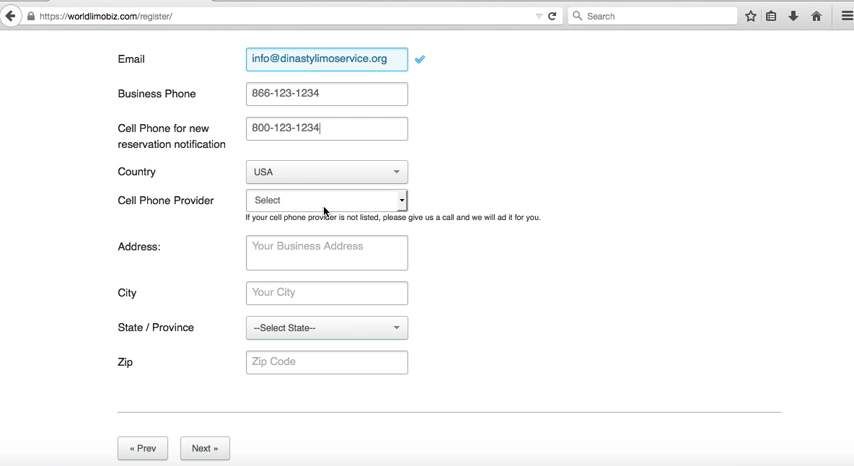 https://worldlimobiz.com/register/
Search
Email info@dinastylimoservice.org
Business Phone 866-123-1234
Cell Phone for new
reservation notification 800-123-1234
Country USA
Cell Phone Provider Select
If your cell phone provider is not listed, please give us a call and we will ad it for you.
Address: Your Business Address
City Your City
State / Province --Select State--
Zip Zip Code
« Prev Next »